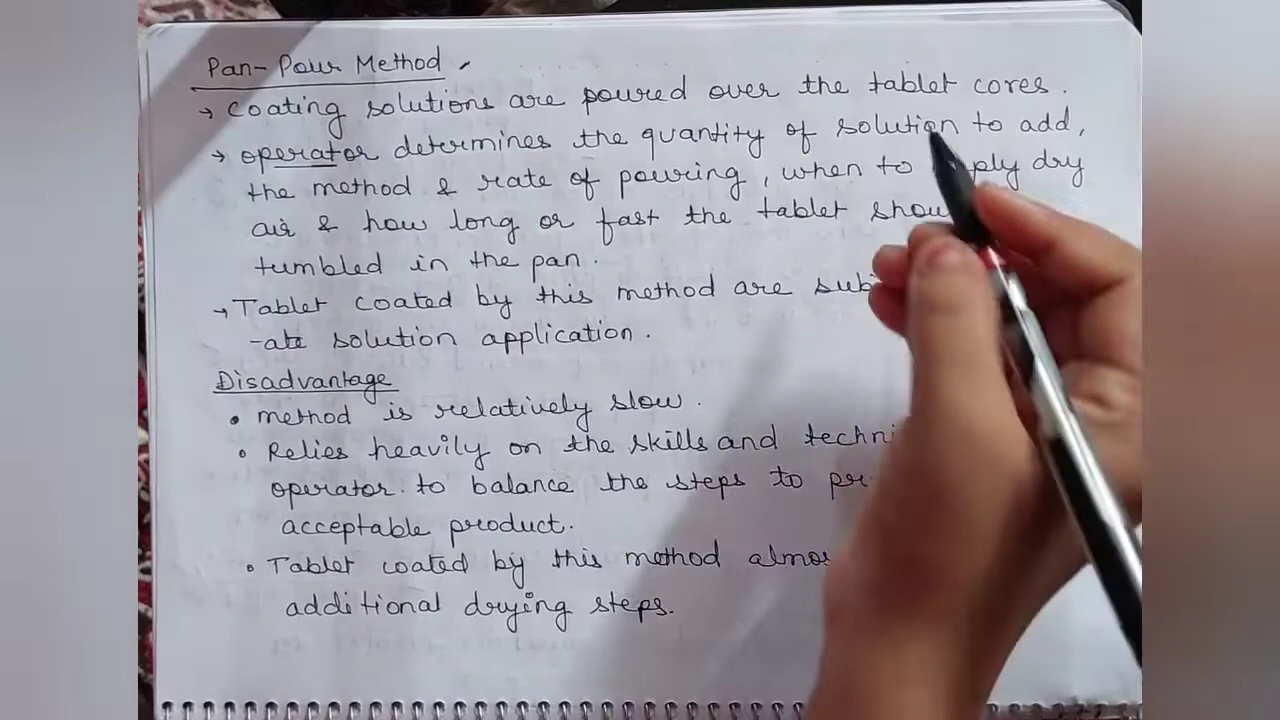 Pan-Pour Method
→ Coating solutions are poured over the tablet cores.
→ operator determines the quantity of solution to add,
the method & rate of pouring, when to dry
air & how long or fast the tablet
tumbled in the pan.
→ Tablet coated by this method are
-ate solution application.
Disadvantage
• method is relatively slow.
• Relies heavily on the skills and
operator. to balance the steps to
acceptable product.
• Tablet coated by this method
additional drying steps.